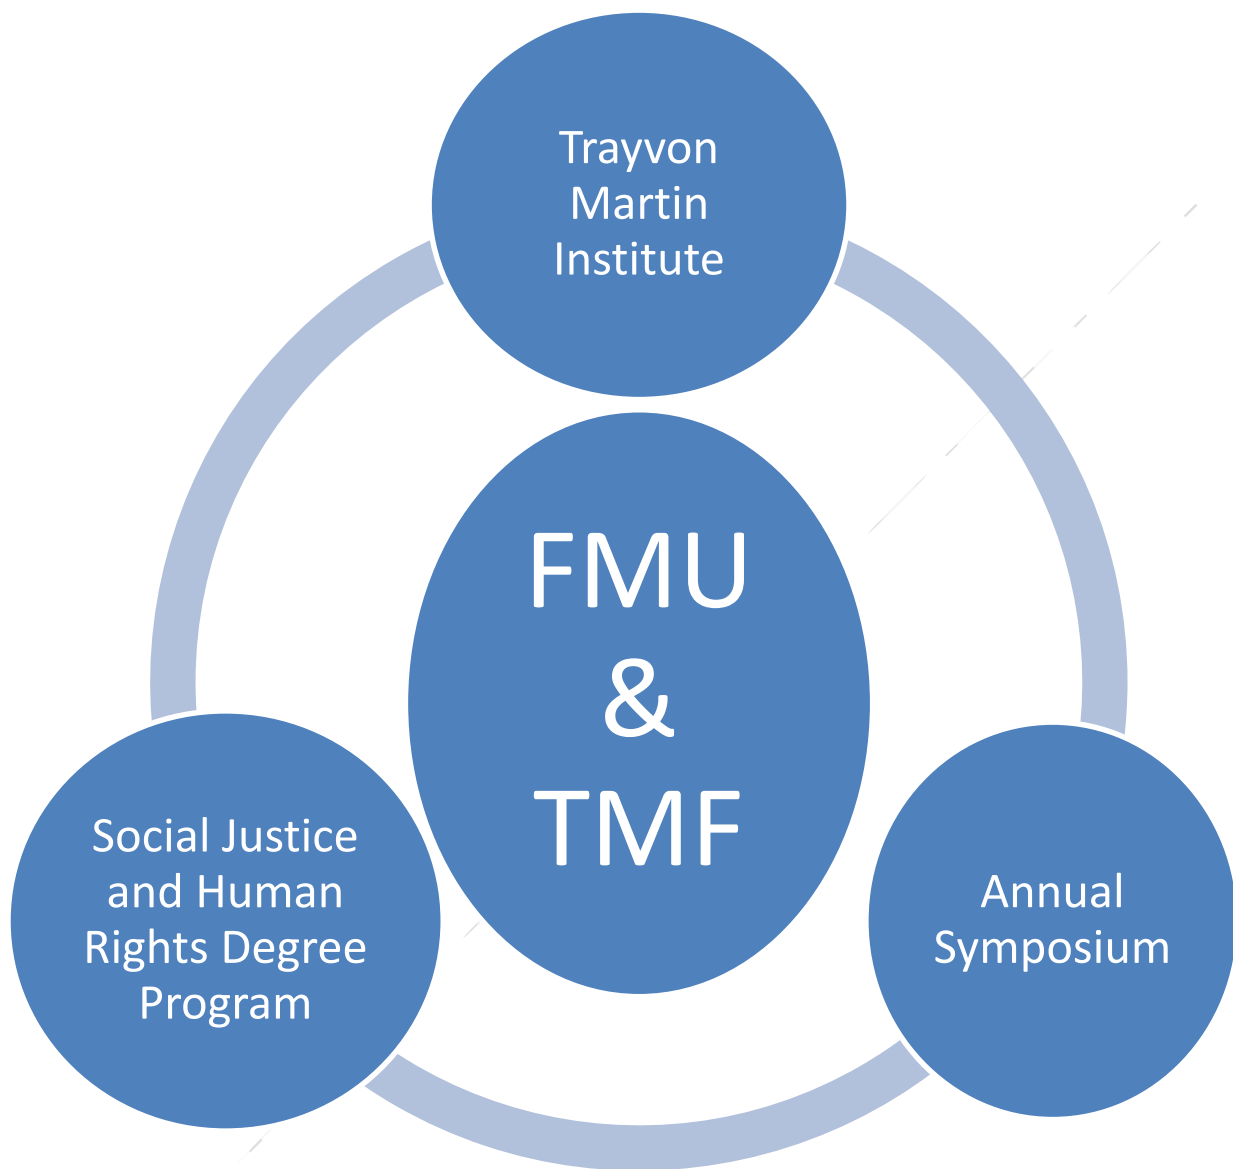 Trayvon
Martin
Institute
FMU
&
TMF
Social Justice
and Human
Rights Degree
Program
Annual
Symposium